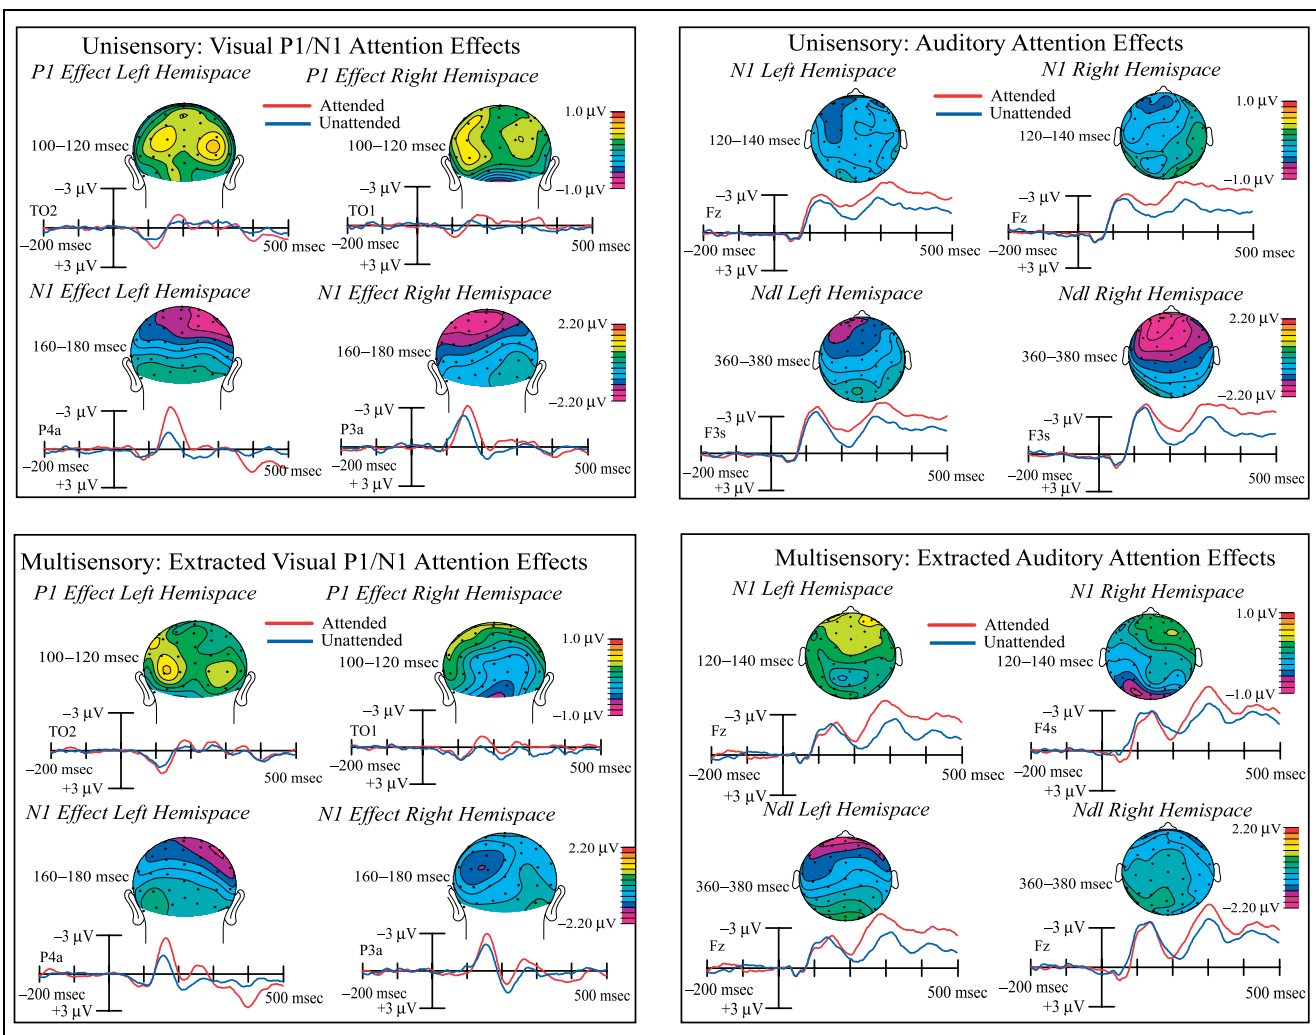 Unisensory: Visual P1/N1 Attention Effects
P1 Effect Left Hemispace
P1 Effect Right Hemispace
Attended
Unattended
1.0 µV
–1.0 µV
100–120 msec
100–120 msec
–3 µV
TO2
–200 msec
+3 µV
500 msec
–3 µV
TO1
–200 msec
+3 µV
500 msec
N1 Effect Left Hemispace
N1 Effect Right Hemispace
160–180 msec
160–180 msec
2.20 µV
–2.20 µV
–3 µV
P4a
–200 msec
+3 µV
500 msec
–3 µV
P3a
–200 msec
+3 µV
500 msec
Unisensory: Auditory Attention Effects
N1 Left Hemispace
N1 Right Hemispace
Attended
Unattended
1.0 µV
–1.0 µV
120–140 msec
120–140 msec
–3 µV
Fz
–200 msec
+3 µV
500 msec
–3 µV
Fz
–200 msec
+3 µV
500 msec
Ndl Left Hemispace
Ndl Right Hemispace
360–380 msec
360–380 msec
2.20 µV
–2.20 µV
–3 µV
F3s
–200 msec
+3 µV
500 msec
–3 µV
F3s
–200 msec
+3 µV
500 msec
Multisensory: Extracted Visual P1/N1 Attention Effects
P1 Effect Left Hemispace
P1 Effect Right Hemispace
Attended
Unattended
1.0 µV
–1.0 µV
100–120 msec
100–120 msec
–3 µV
TO2
–200 msec
+3 µV
500 msec
–3 µV
TO1
–200 msec
+3 µV
500 msec
N1 Effect Left Hemispace
N1 Effect Right Hemispace
160–180 msec
160–180 msec
2.20 µV
–2.20 µV
–3 µV
P4a
–200 msec
+3 µV
500 msec
–3 µV
P3a
–200 msec
+3 µV
500 msec
Multisensory: Extracted Auditory Attention Effects
N1 Left Hemispace
N1 Right Hemispace
Attended
Unattended
1.0 µV
–1.0 µV
120–140 msec
120–140 msec
–3 µV
Fz
–200 msec
+3 µV
500 msec
–3 µV
F4s
–200 msec
+3 µV
500 msec
Ndl Left Hemispace
Ndl Right Hemispace
360–380 msec
360–380 msec
2.20 µV
–2.20 µV
–3 µV
Fz
–200 msec
+3 µV
500 msec
–3 µV
Fz
–200 msec
+3 µV
500 msec